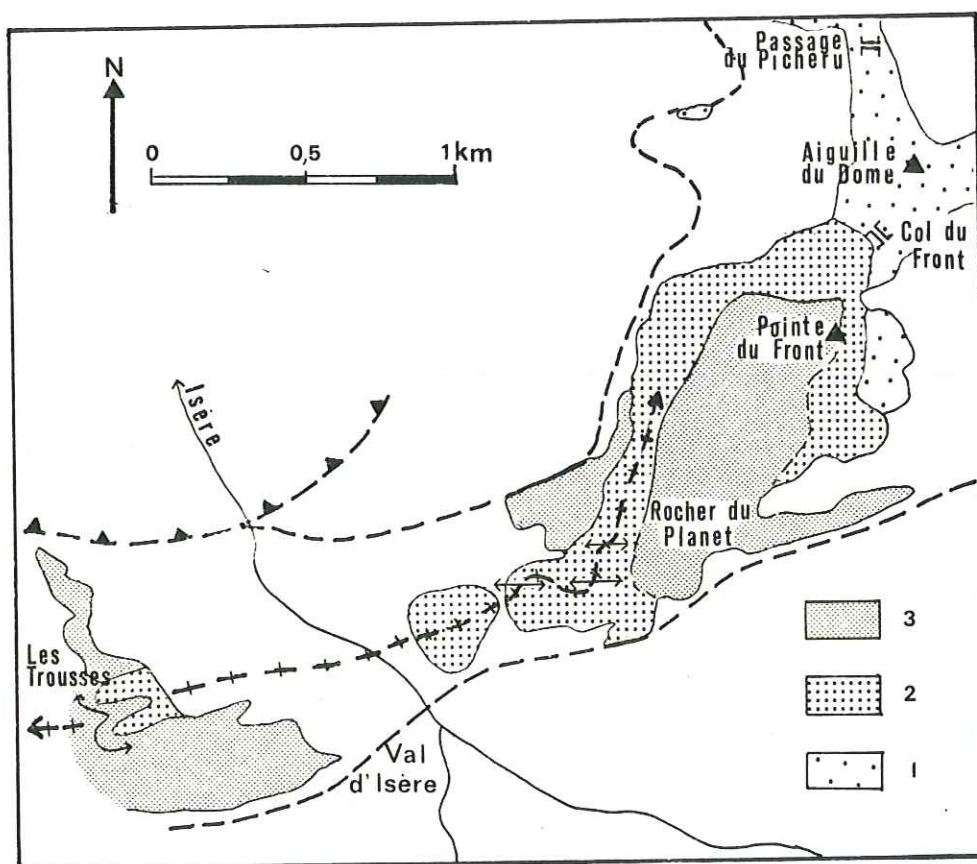 Passage
du Picheru
N
0 0,5 1km
Aiguille
du Dome
Col du
Front
Pointe
du Front
Isère
Rocher du
Planet
Les
Trousses
Val
d'Isère
3
2
1